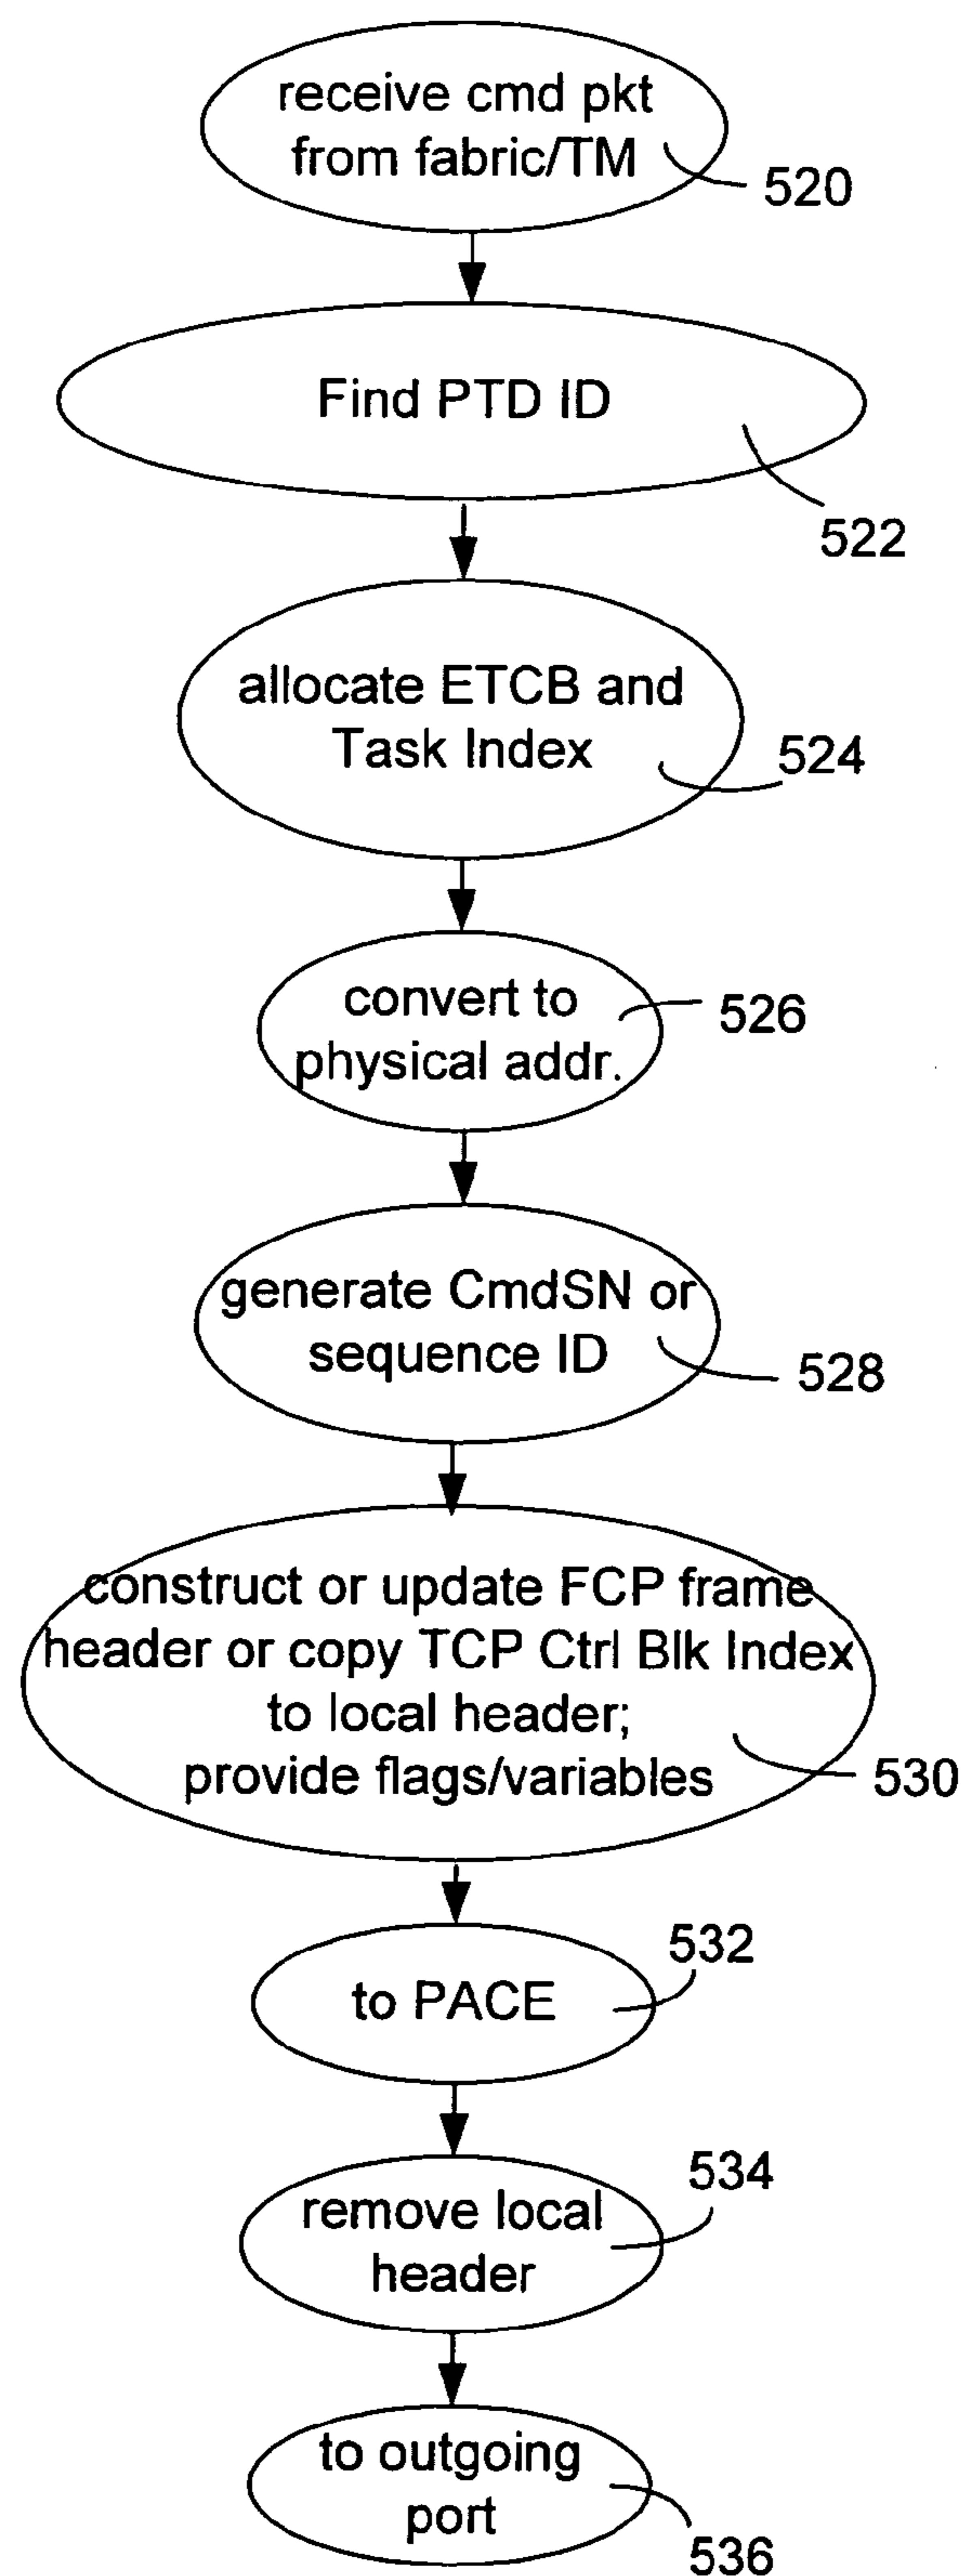 receive cmd pkt
from fabric/TM
520
Find PTD ID
522
allocate ETCB and
Task Index
524
convert to
physical addr.
526
generate CmdSN or
sequence ID
528
construct or update FCP frame
header or copy TCP Ctrl Blk Index
to local header;
provide flags/variables
530
to PACE
532
remove local
header
534
to outgoing
port
536